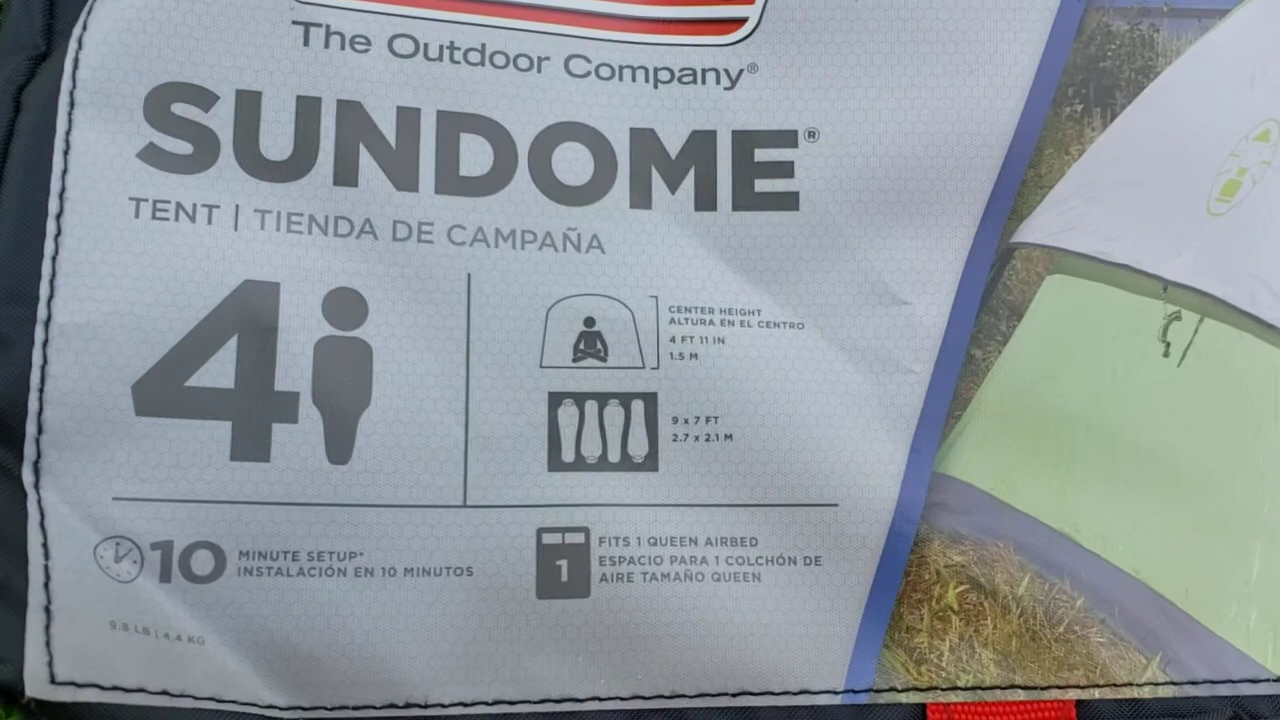 The Outdoor Company®
SUNDOME®
TENT | TIENDA DE CAMPAÑA
4
CENTER HEIGHT
ALTURA EN EL CENTRO
4 FT 11 IN
1.5 M
9 x 7 FT
2.7 x 2.1 M
10 MINUTE SETUP*
INSTALACIÓN EN 10 MINUTOS
1
FITS 1 QUEEN AIRBED
ESPACIO PARA 1 COLCHÓN DE
AIRE TAMAÑO QUEEN
9.8 LB | 4.4 KG